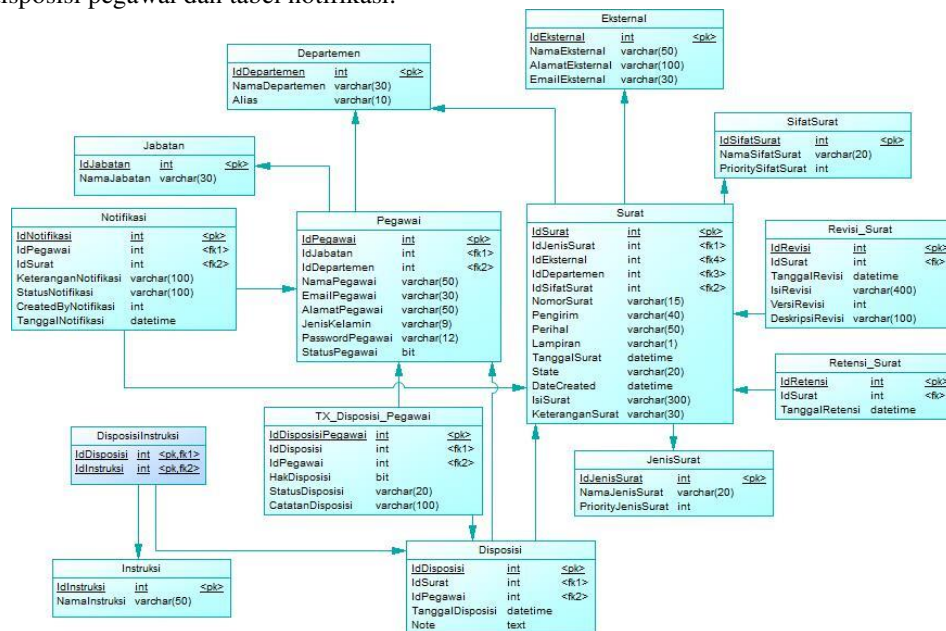 disposisi pegawai dan tabel notifikasi.
Eksternal
IdEksternal int <pk>
NamaEksternal varchar(50)
AlamatEksternal varchar(100)
EmailEksternal varchar(30)
Departemen
IdDepartemen int <pk>
NamaDepartemen varchar(30)
Alias varchar(10)
SifatSurat
IdSifatSurat int <pk>
NamaSifatSurat varchar(20)
PrioritySifatSurat int
Jabatan
IdJabatan int <pk>
NamaJabatan varchar(30)
Notifikasi
IdNotifikasi int <pk>
IdPegawai int <fk1>
IdSurat int <fk2>
KeteranganNotifikasi varchar(100)
StatusNotifikasi varchar(100)
CreatedByNotifikasi int
TanggalNotifikasi datetime
Pegawai
IdPegawai int <pk>
IdJabatan int <fk1>
IdDepartemen int <fk2>
NamaPegawai varchar(50)
EmailPegawai varchar(30)
AlamatPegawai varchar(50)
JenisKelamin varchar(9)
PasswordPegawai varchar(12)
StatusPegawai bit
Surat
IdSurat int <pk>
IdJenisSurat int <fk1>
IdEksternal int <fk4>
IdDepartemen int <fk3>
IdSifatSurat int <fk2>
NomorSurat varchar(15)
Pengirim varchar(40)
Perihal varchar(50)
Lampiran varchar(1)
TanggalSurat datetime
State varchar(20)
DateCreated datetime
IsiSurat varchar(300)
KeteranganSurat varchar(30)
Revisi_Surat
IdRevisi int <pk>
IdSurat int <fk>
TanggalRevisi datetime
IsiRevisi varchar(400)
VersiRevisi int
DeskripsiRevisi varchar(100)
Retensi_Surat
IdRetensi int <pk>
IdSurat int <fk>
TanggalRetensi datetime
TX_Disposisi_Pegawai
IdDisposisiPegawai int <pk>
IdDisposisi int <fk1>
IdPegawai int <fk2>
HakDisposisi bit
StatusDisposisi varchar(20)
CatatanDisposisi varchar(100)
DisposisiInstruksi
IdDisposisi int <pk,fk1>
IdInstruksi int <pk,fk2>
JenisSurat
IdJenisSurat int <pk>
NamaJenisSurat varchar(20)
PriorityJenisSurat int
Instruksi
IdInstruksi int <pk>
NamaInstruksi varchar(50)
Disposisi
IdDisposisi int <pk>
IdSurat int <fk1>
IdPegawai int <fk2>
TanggalDisposisi datetime
Note text